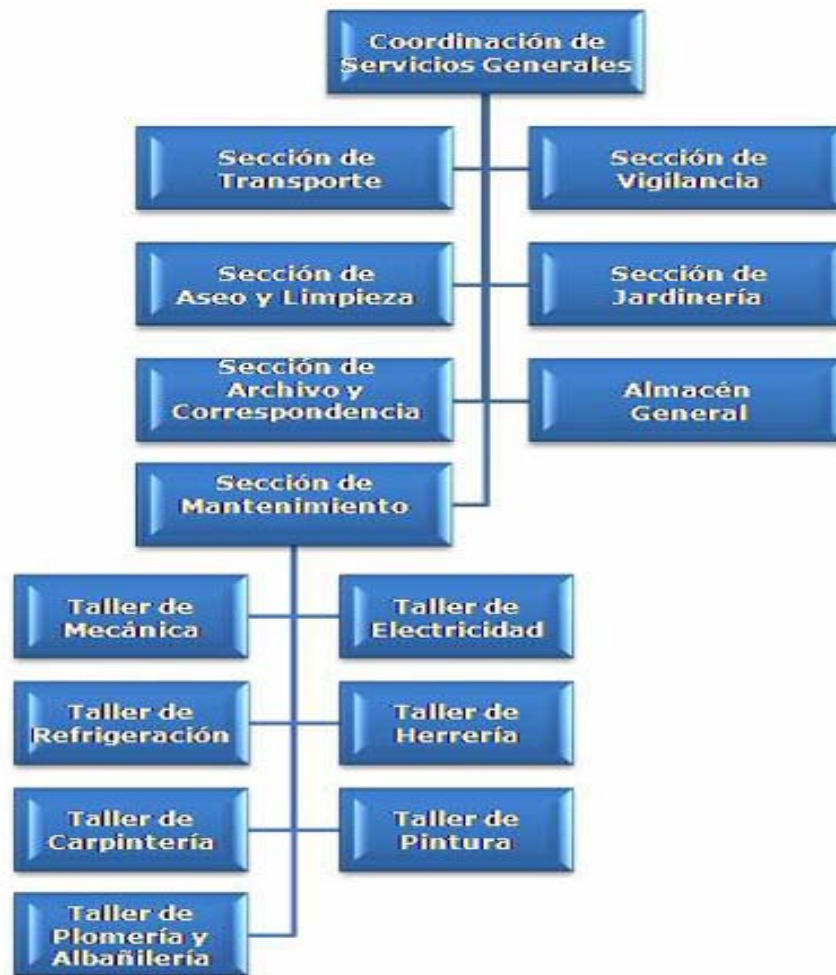 Coordinación de
Servicios Generales
Sección de
Transporte
Sección de
Vigilancia
Sección de
Aseo y Limpieza
Sección de
Jardinería
Sección de
Archivo y
Correspondencia
Almacén
General
Sección de
Mantenimiento
Taller de
Mecánica
Taller de
Electricidad
Taller de
Refrigeración
Taller de
Herrería
Taller de
Carpintería
Taller de
Pintura
Taller de
Plomería y
Albañilería